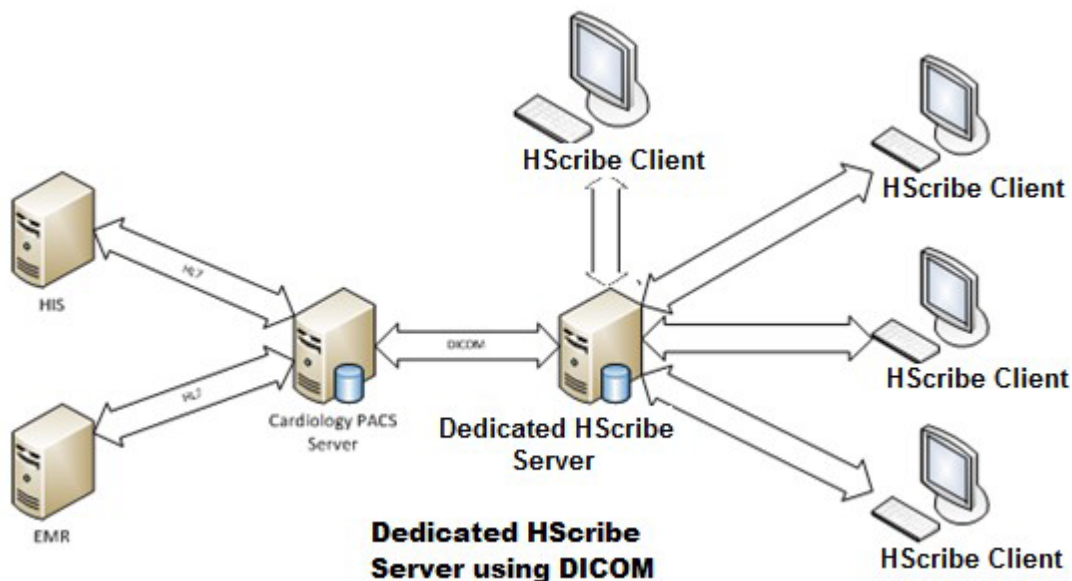 HScribe Client
HScribe Client
HIS
HL7
DICOM
HScribe Client
HL7
Cardiology PACS
Server
Dedicated HScribe
Server
EMR
Dedicated HScribe
Server using DICOM
HScribe Client